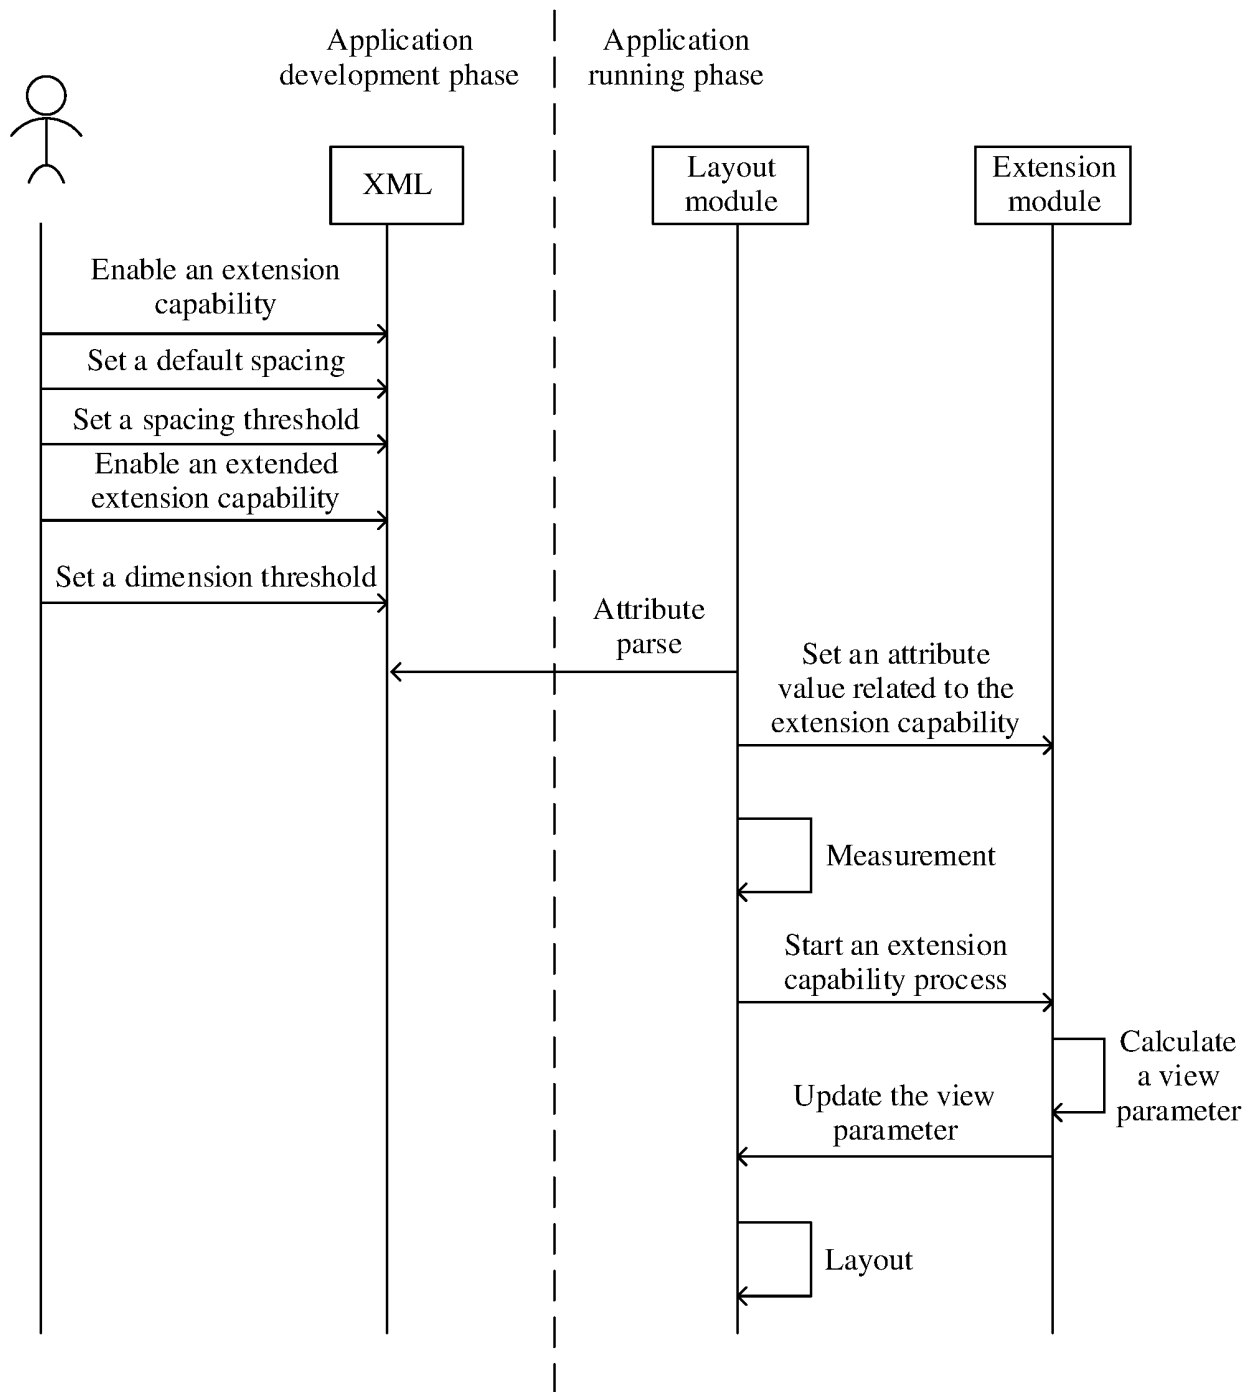 Application
development phase
Application
running phase
XML
Layout
module
Extension
module
Enable an extension
capability
Set a default spacing
Set a spacing threshold
Enable an extended
extension capability
Set a dimension threshold
Attribute
parse
Set an attribute
value related to the
extension capability
Measurement
Start an extension
capability process
Calculate
a view
parameter
Update the view
parameter
Layout